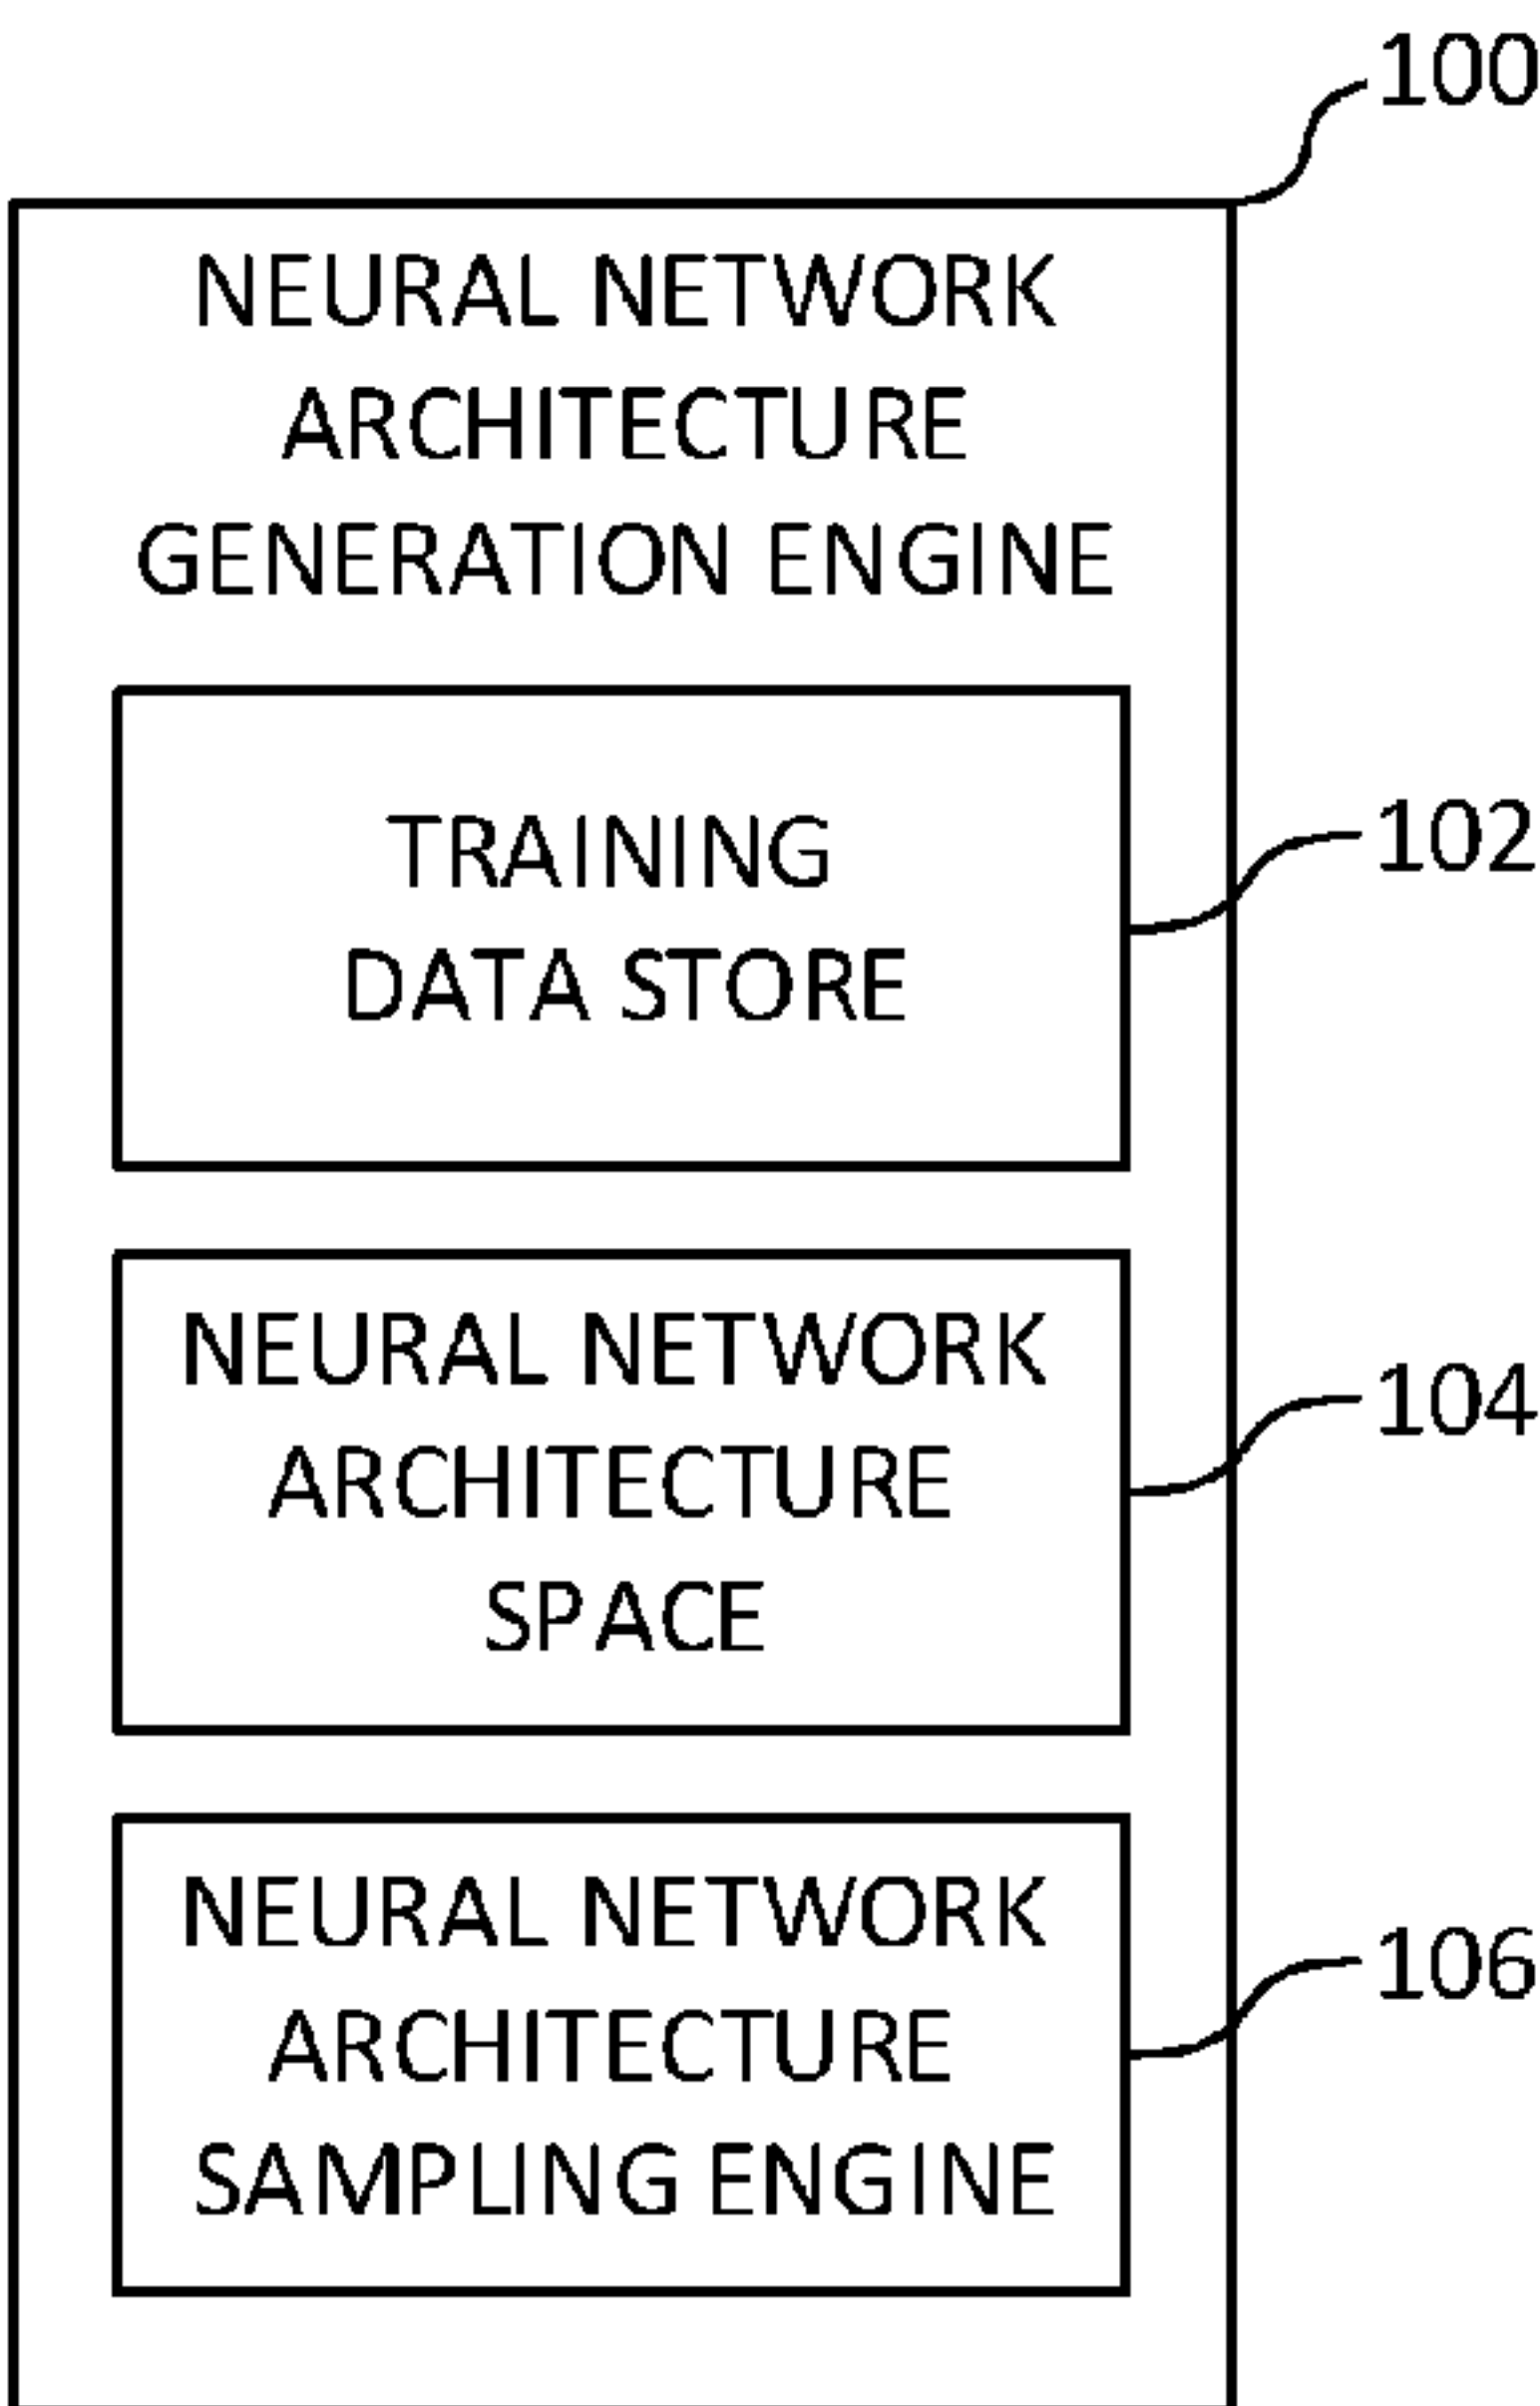 100
NEURAL NETWORK
ARCHITECTURE
GENERATION ENGINE
TRAINING
DATA STORE
102
NEURAL NETWORK
ARCHITECTURE
SPACE
104
NEURAL NETWORK
ARCHITECTURE
SAMPLING ENGINE
106